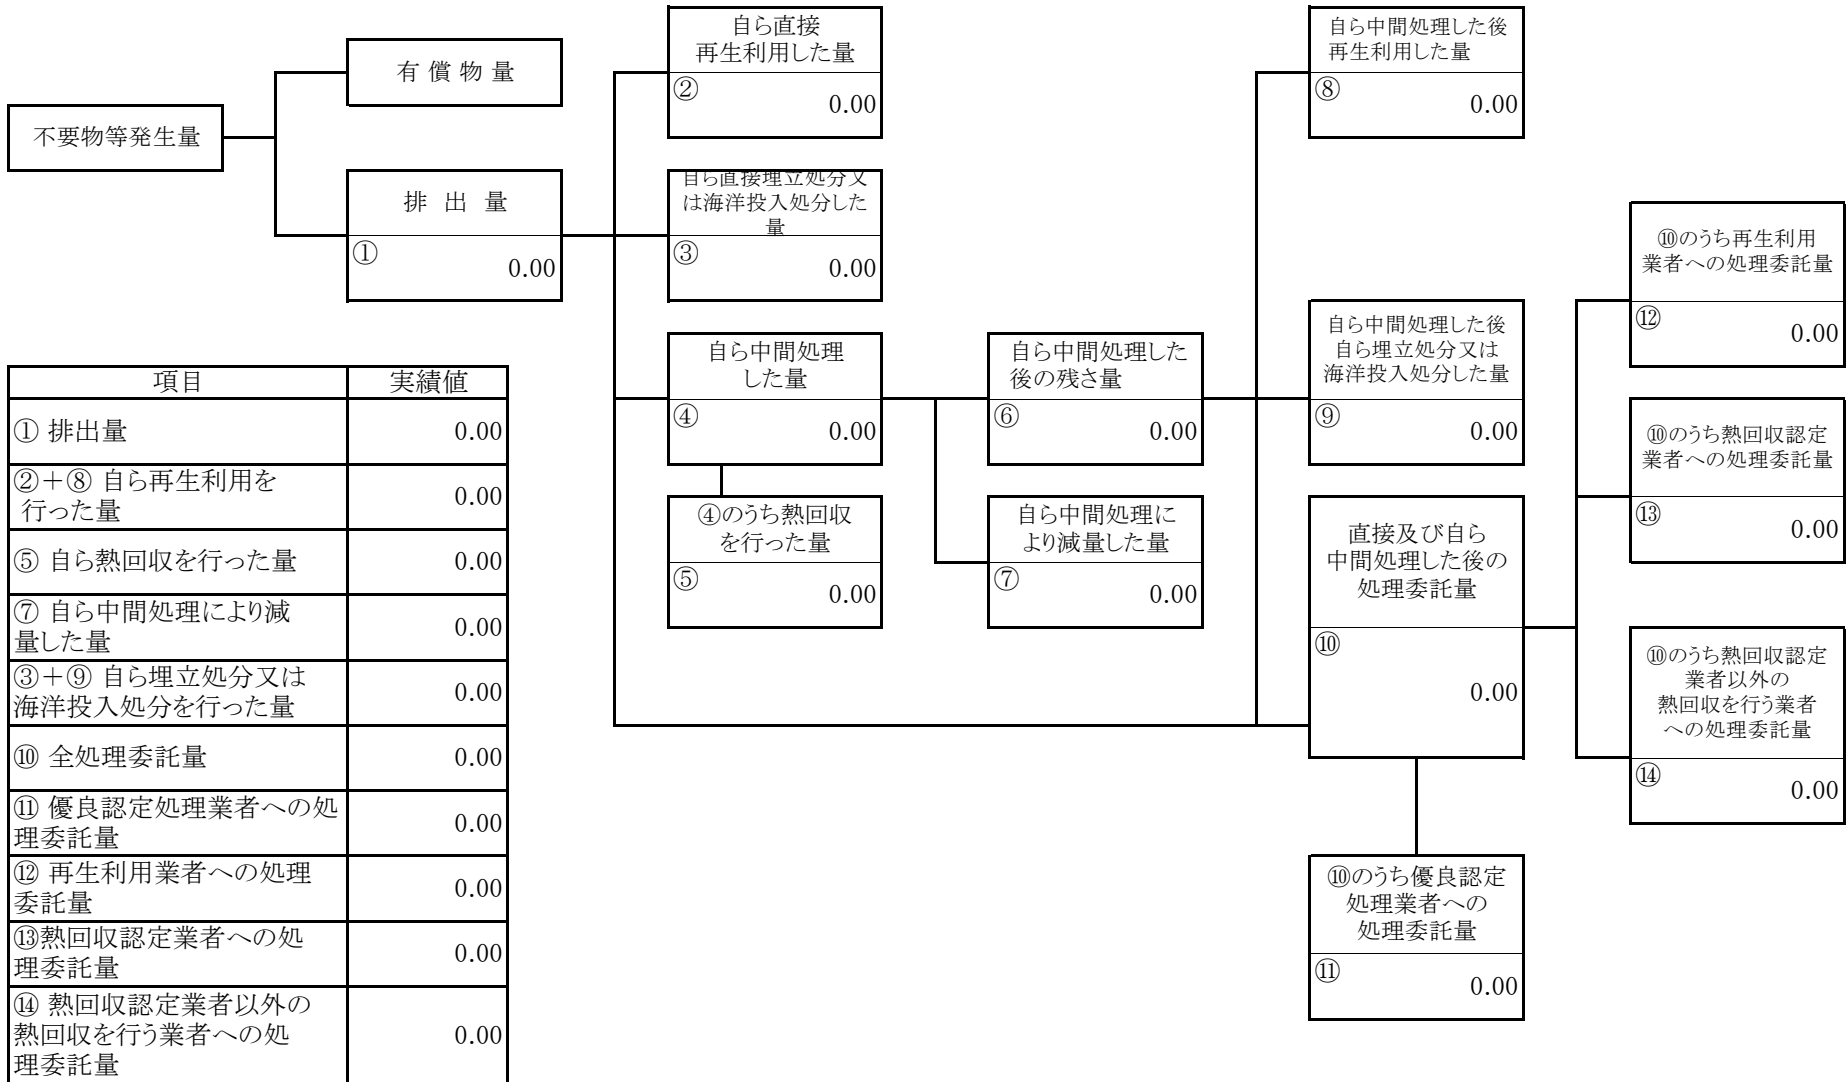 不要物等発生量
有 償 物 量
排 出 量
①
0.00
自ら直接
再生利用した量
②
0.00
自ら直接埋立処分又
は海洋投入処分した
量
③
0.00
自ら中間処理
した量
④
0.00
④のうち熱回収
を行った量
⑤
0.00
自ら中間処理した
後の残さ量
⑥
0.00
自ら中間処理に
より減量した量
⑦
0.00
自ら中間処理した後
再生利用した量
⑧
0.00
自ら中間処理した後
自ら埋立処分又は
海洋投入処分した量
⑨
0.00
直接及び自ら
中間処理した後の
処理委託量
⑩
0.00
⑩のうち優良認定
処理業者への
処理委託量
⑪
0.00
⑩のうち再生利用
業者への処理委託量
⑫
0.00
⑩のうち熱回収認定
業者への処理委託量
⑬
0.00
⑩のうち熱回収認定
業者以外の
熱回収を行う業者
への処理委託量
⑭
0.00
項目 実績値
① 排出量 0.00
②+⑧ 自ら再生利用を
行った量 0.00
⑤ 自ら熱回収を行った量 0.00
⑦ 自ら中間処理により減
量した量 0.00
③+⑨ 自ら埋立処分又は
海洋投入処分を行った量 0.00
⑩ 全処理委託量 0.00
⑪ 優良認定処理業者への処
理委託量 0.00
⑫ 再生利用業者への処理
委託量 0.00
⑬熱回収認定業者への処
理委託量 0.00
⑭ 熱回収認定業者以外の
熱回収を行う業者への処
理委託量 0.00